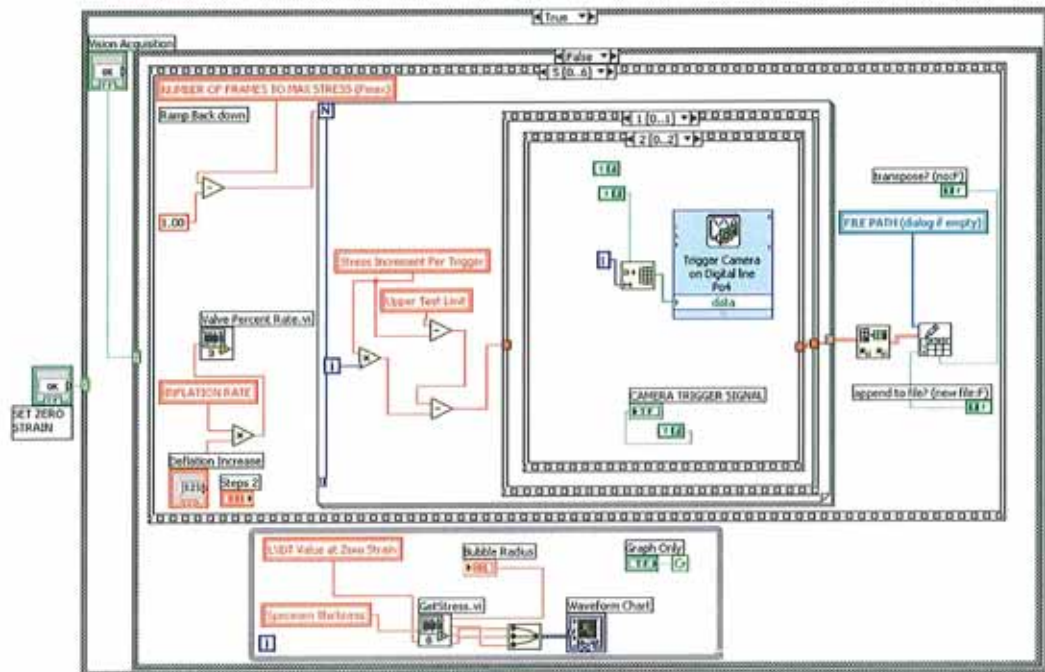 True
Vision Acquisition
OK
False
5 [0..6]
NUMBER OF FRAMES TO MAX STRESS (Fmax)
Ramp Back down
N
1 [0..1]
2 [0..2]
transpose? (no:F)
1.00
FILE PATH (dialog if empty)
Stress Increment Per Trigger
Trigger Camera
on Digital line
Po4
data
Upper Test Limit
Valve Percent Rate.vi
i
append to file? (new file:F)
OK
SET ZERO
STRAIN
INFLATION RATE
CAMERA TRIGGER SIGNAL
Deflation Increase
Steps 2
LVDT Value at Zero Strain
Bubble Radius
Graph Only
GetStress.vi
Waveform Chart
Specimen thickness
i